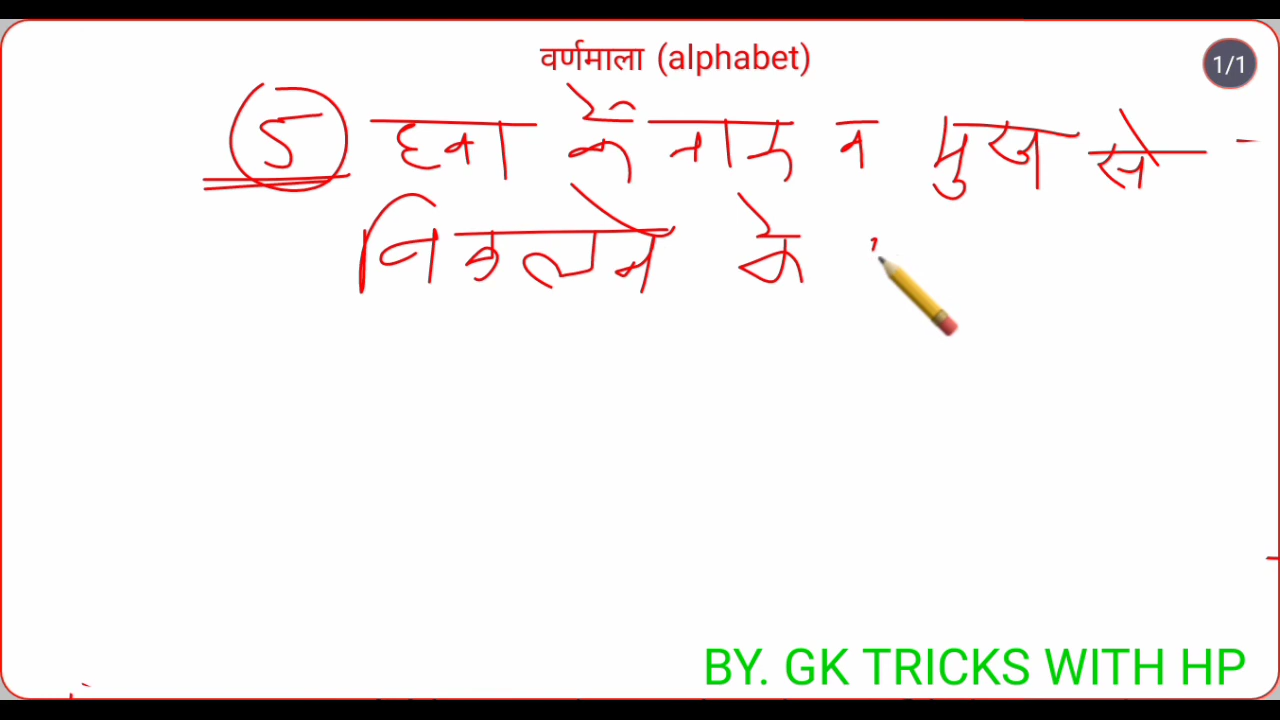 वर्णमाला (alphabet)
1/1
5 हवा के नाक व मुख से -
निकलने के
BY. GK TRICKS WITH HP